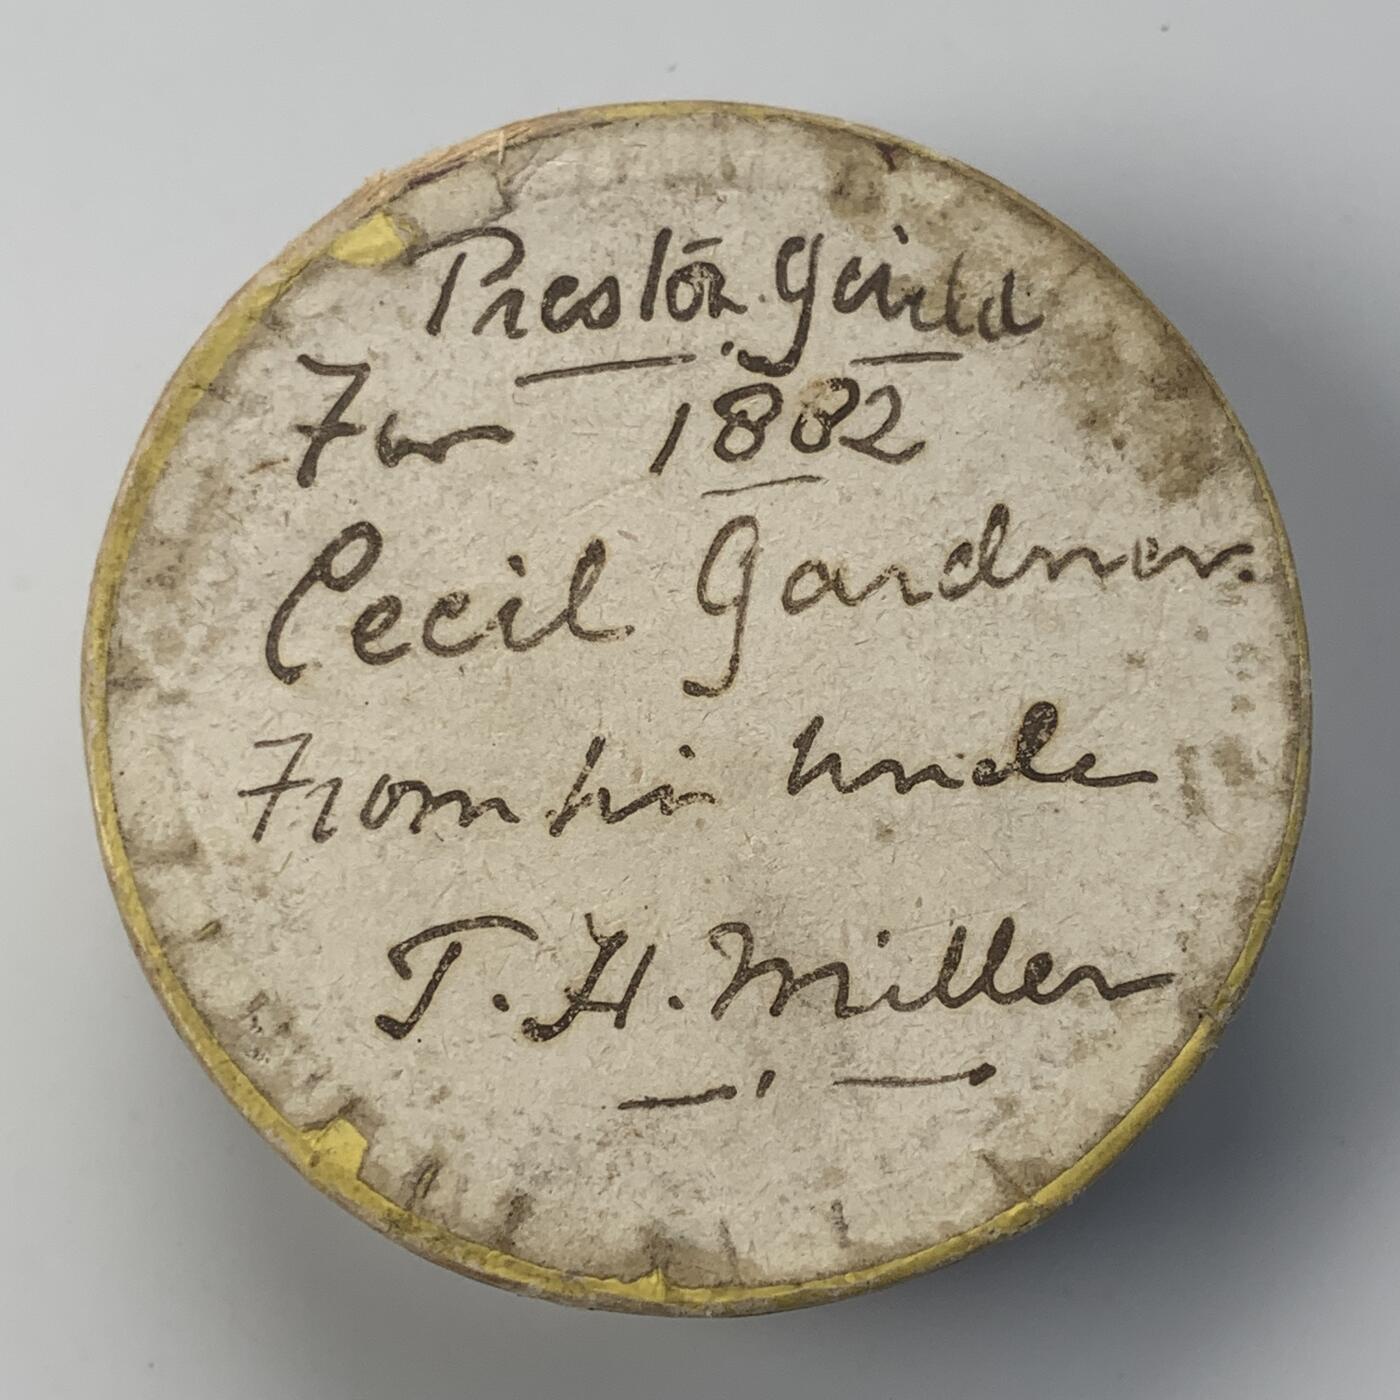 Preston Guild
For 1882
Cecil Gardner.
From his Uncle
T. H. Miller